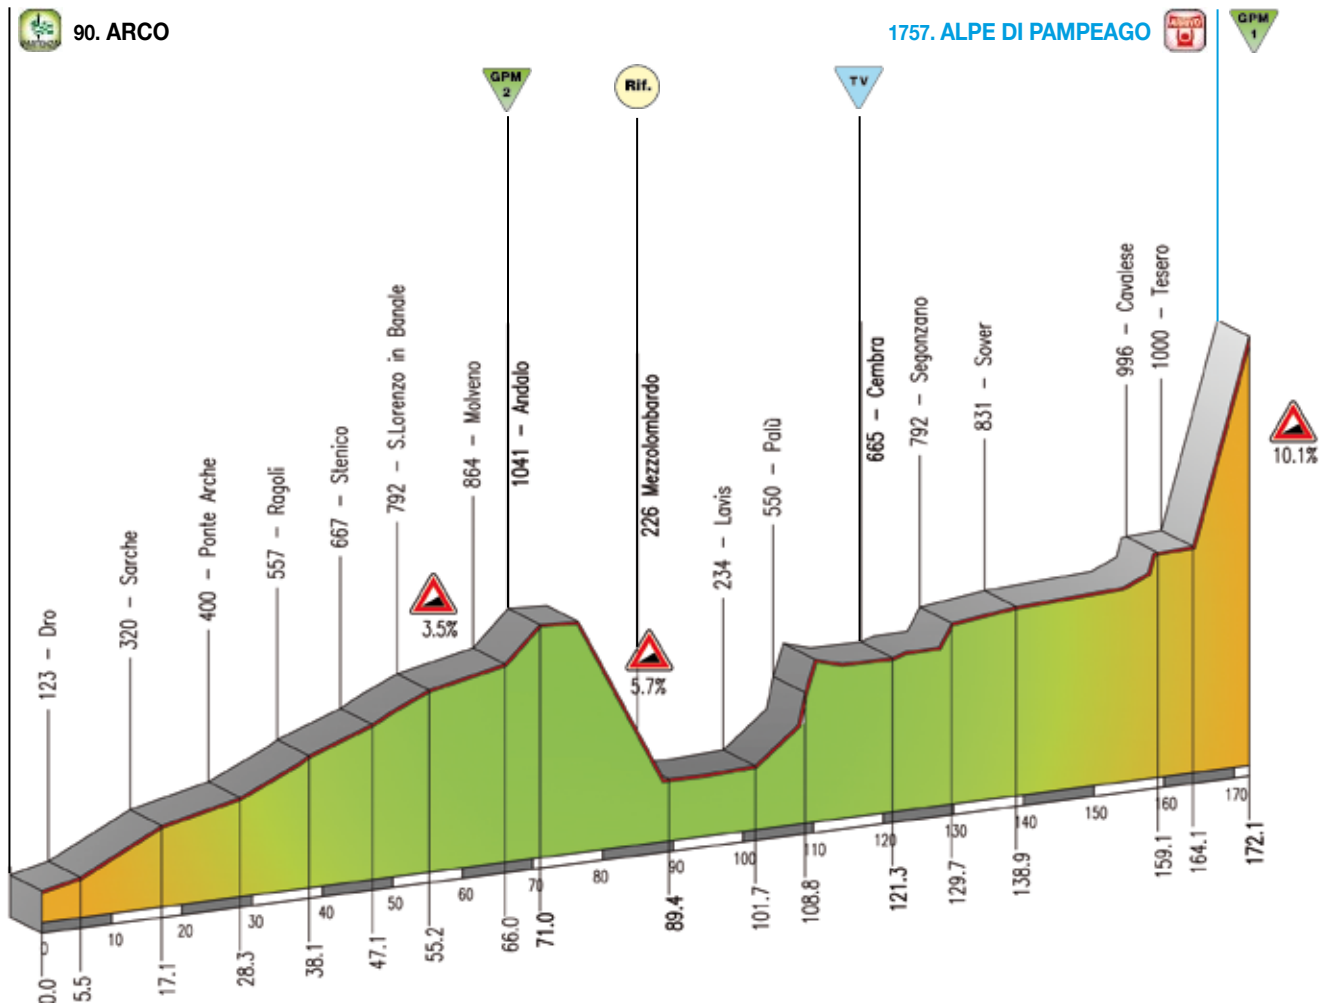 90. ARCO
1757. ALPE DI PAMPEAGO
GPM
1
GPM
2
Rif.
TV
123 – Dro
320 – Sarche
400 – Ponte Arche
557 – Ragoli
667 – Stenico
792 – S.Lorenzo in Banale
864 – Molveno
1041 – Andalo
226 Mezzolombardo
234 – Lavis
550 – Palù
665 – Cembra
792 – Segonzano
831 – Sover
996 – Cavalese
1000 – Tesero
3.5%
5.7%
10.1%
0
10
20
30
40
50
60
70
80
90
100
110
120
130
140
150
160
170
0.0
5.5
17.1
28.3
38.1
47.1
55.2
66.0
71.0
89.4
101.7
108.8
121.3
129.7
138.9
159.1
164.1
172.1